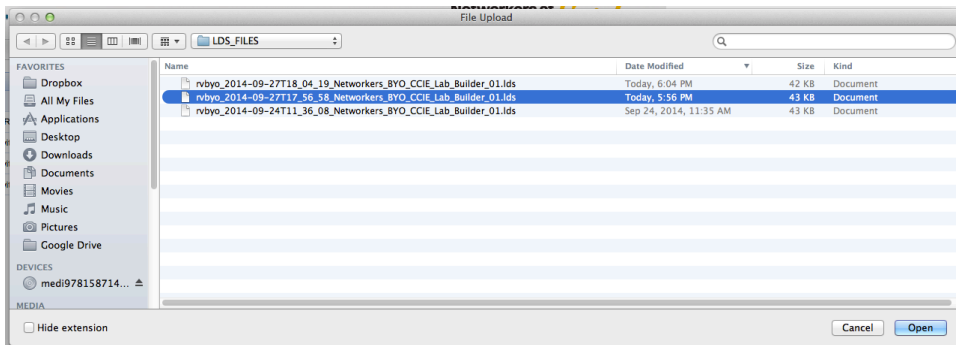 Networkers at
File Upload
LDS_FILES
FAVORITES
Dropbox
All My Files
Applications
Desktop
Downloads
Documents
Movies
Music
Pictures
Google Drive
DEVICES
medi978158714...
MEDIA
Name Date Modified Size Kind
rvbyo_2014-09-27T18_04_19_Networkers_BYO_CCIE_Lab_Builder_01.lds Today, 6:04 PM 42 KB Document
rvbyo_2014-09-27T17_56_58_Networkers_BYO_CCIE_Lab_Builder_01.lds Today, 5:56 PM 43 KB Document
rvbyo_2014-09-24T11_36_08_Networkers_BYO_CCIE_Lab_Builder_01.lds Sep 24, 2014, 11:35 AM 43 KB Document
Hide extension
Cancel Open